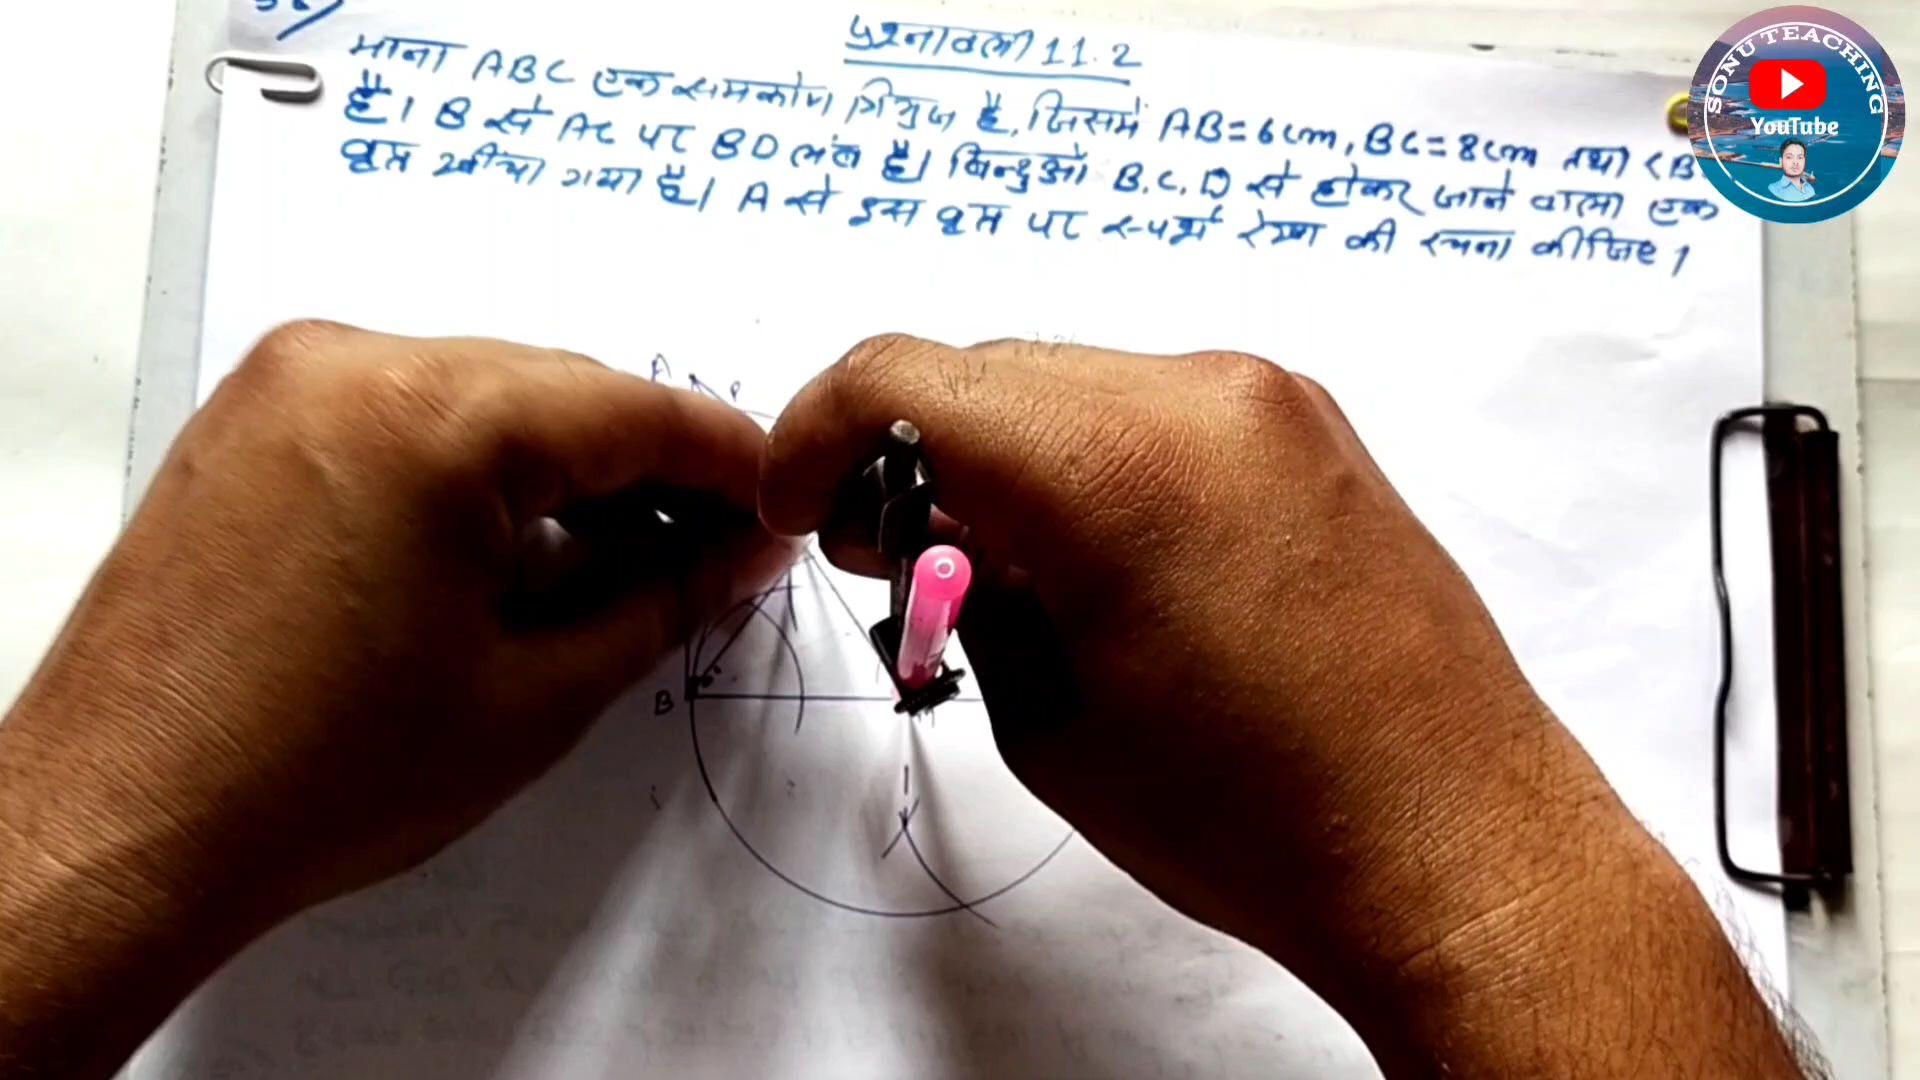 प्रश्नावली 11.2
माना ABC एक समकोण त्रिभुज है, जिसमें AB=6cm, BC=8cm तथा <B
है। B से AC पर BD लंब है। बिन्दुओं B, C, D से होकर जाने वाला एक
वृत्त खींचा गया है। A से इस वृत्त पर स्पर्श रेखा की रचना कीजिए।
SONU TEACHING
YouTube
A
P
B
M